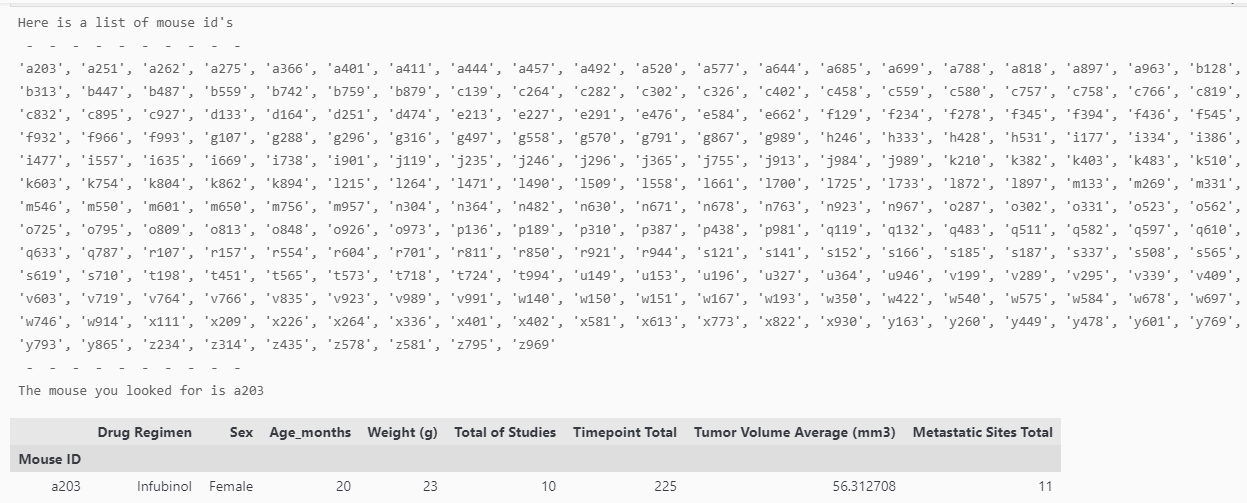 Here is a list of mouse id's
- - - - - - - - - -
'a203', 'a251', 'a262', 'a275', 'a366', 'a401', 'a411', 'a444', 'a457', 'a492', 'a520', 'a577', 'a644', 'a685', 'a699', 'a788', 'a818', 'a897', 'a963', 'b128',
'b313', 'b447', 'b487', 'b559', 'b742', 'b759', 'b879', 'c139', 'c264', 'c282', 'c302', 'c326', 'c402', 'c458', 'c559', 'c580', 'c757', 'c758', 'c766', 'c819',
'c832', 'c895', 'c927', 'd133', 'd164', 'd251', 'd474', 'e213', 'e227', 'e291', 'e476', 'e584', 'e662', 'f129', 'f234', 'f278', 'f345', 'f394', 'f436', 'f545',
'f932', 'f966', 'f993', 'g107', 'g288', 'g296', 'g316', 'g497', 'g558', 'g570', 'g791', 'g867', 'g989', 'h246', 'h333', 'h428', 'h531', 'i177', 'i334', 'i386',
'i477', 'i557', 'i635', 'i669', 'i738', 'i901', 'j119', 'j235', 'j246', 'j296', 'j365', 'j755', 'j913', 'j984', 'j989', 'k210', 'k382', 'k403', 'k483', 'k510',
'k603', 'k754', 'k804', 'k862', 'k894', 'l215', 'l264', 'l471', 'l490', 'l509', 'l558', 'l661', 'l700', 'l725', 'l733', 'l872', 'l897', 'm133', 'm269', 'm331',
'm546', 'm550', 'm601', 'm650', 'm756', 'm957', 'n304', 'n364', 'n482', 'n630', 'n671', 'n678', 'n763', 'n923', 'n967', 'o287', 'o302', 'o331', 'o523', 'o562',
'o725', 'o795', 'o809', 'o813', 'o848', 'o926', 'o973', 'p136', 'p189', 'p310', 'p387', 'p438', 'p981', 'q119', 'q132', 'q483', 'q511', 'q582', 'q597', 'q610',
'q633', 'q787', 'r107', 'r157', 'r554', 'r604', 'r701', 'r811', 'r850', 'r921', 'r944', 's121', 's141', 's152', 's166', 's185', 's187', 's337', 's508', 's565',
's619', 's710', 't198', 't451', 't565', 't573', 't718', 't724', 't994', 'u149', 'u153', 'u196', 'u327', 'u364', 'u946', 'v199', 'v289', 'v295', 'v339', 'v409',
'v603', 'v719', 'v764', 'v766', 'v835', 'v923', 'v989', 'v991', 'w140', 'w150', 'w151', 'w167', 'w193', 'w350', 'w422', 'w540', 'w575', 'w584', 'w678', 'w697',
'w746', 'w914', 'x111', 'x209', 'x226', 'x264', 'x336', 'x401', 'x402', 'x581', 'x613', 'x773', 'x822', 'x930', 'y163', 'y260', 'y449', 'y478', 'y601', 'y769',
'y793', 'y865', 'z234', 'z314', 'z435', 'z578', 'z581', 'z795', 'z969'
- - - - - - - - - -
The mouse you looked for is a203
Drug Regimen Sex Age_months Weight (g) Total of Studies Timepoint Total Tumor Volume Average (mm3) Metastatic Sites Total
Mouse ID
a203 Infubinol Female 20 23 10 225 56.312708 11